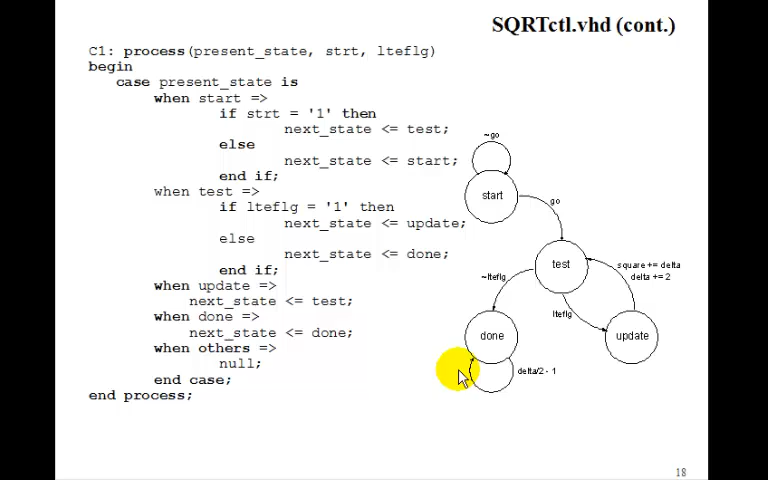 SQRTctl.vhd (cont.)
C1: process(present_state, strt, lteflg)
begin
case present_state is
when start =>
if strt = '1' then
next_state <= test;
else
next_state <= start;
end if;
when test =>
if lteflg = '1' then
next_state <= update;
else
next_state <= done;
end if;
when update =>
next_state <= test;
when done =>
next_state <= done;
when others =>
null;
end case;
end process;
~go
start
go
test
square += delta
delta += 2
~lteflg
lteflg
done
update
delta/2 - 1
18